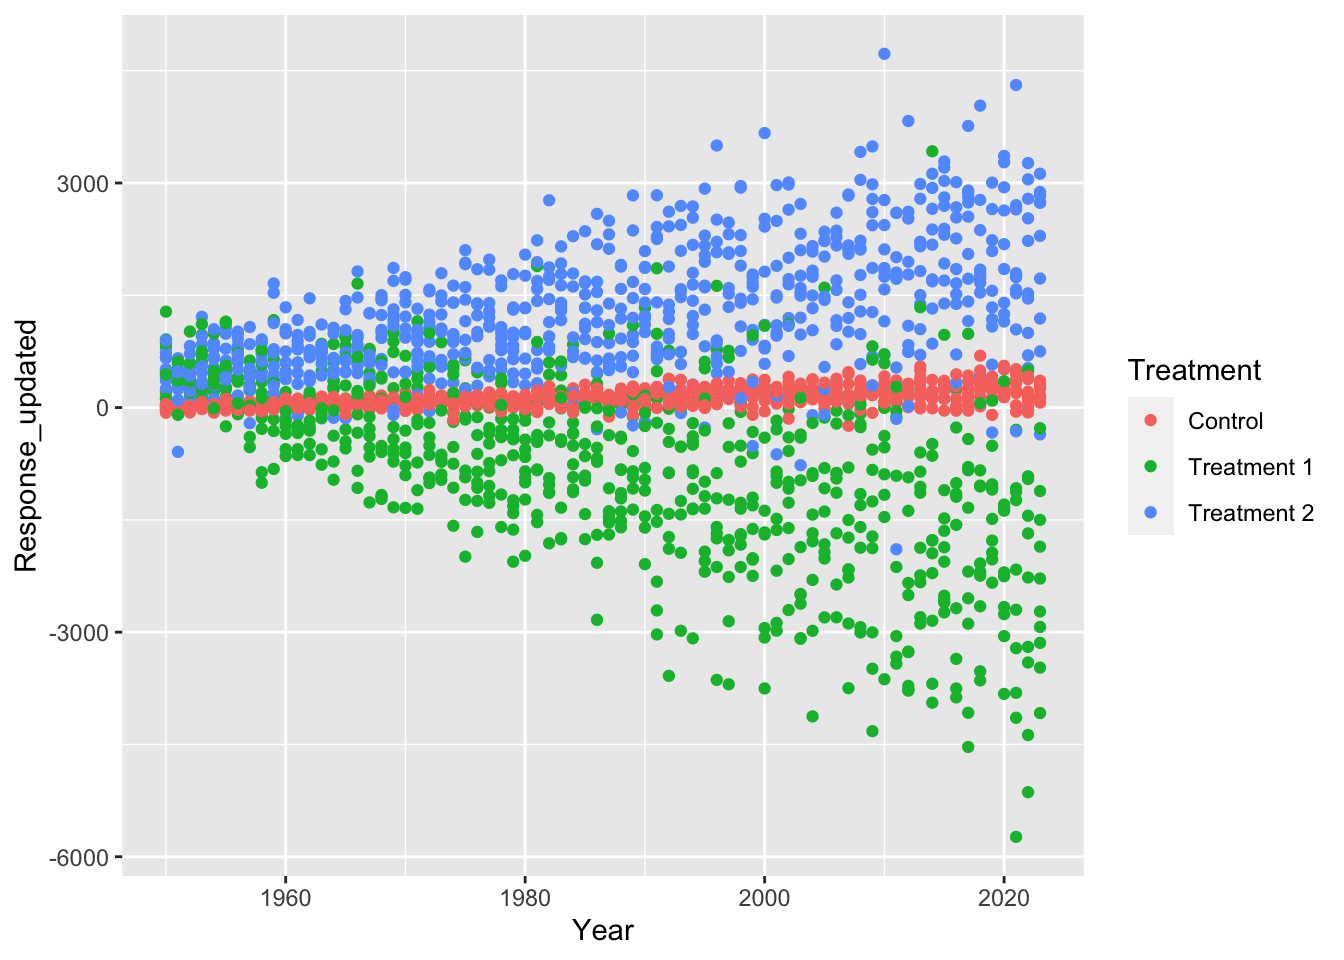 Response_updated
3000
0
-3000
-6000
1960
1980
2000
2020
Year
Treatment
Control
Treatment 1
Treatment 2